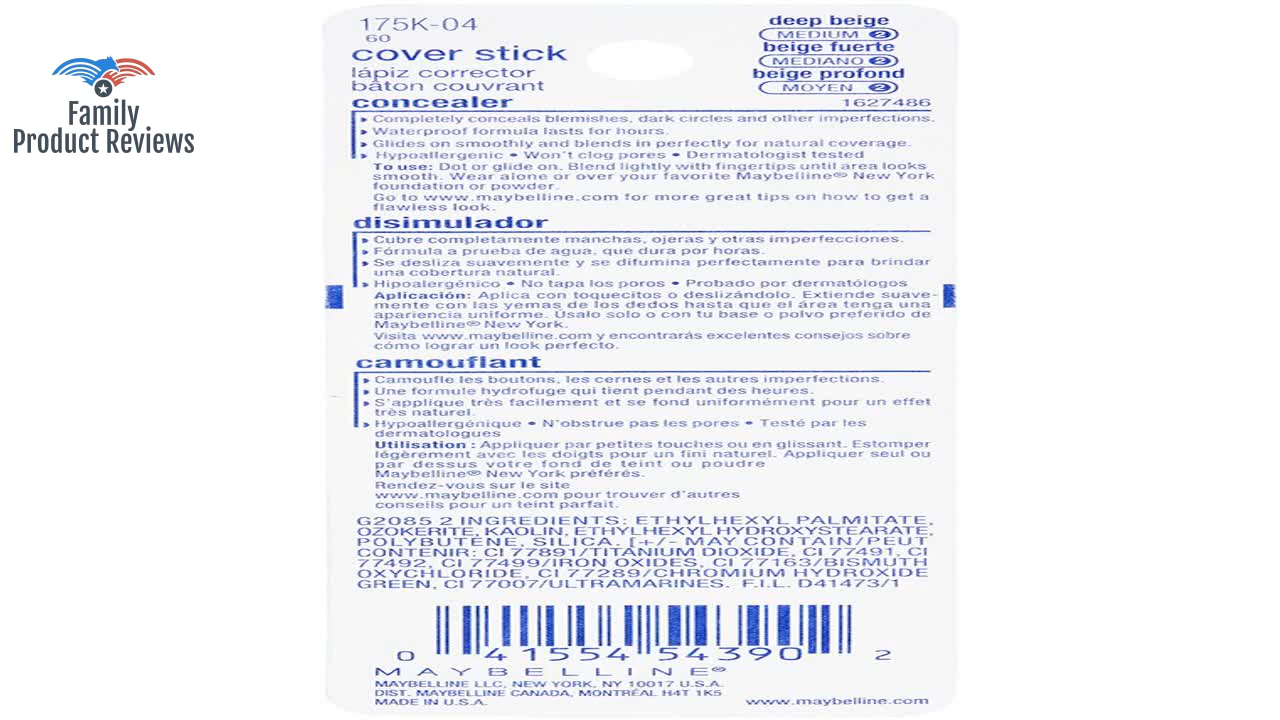 Family
Product Reviews
175K-04
60
cover stick
lápiz corrector
bâton couvrant
deep beige
MEDIUM 2
beige fuerte
MEDIANO 2
beige profond
MOYEN 2
concealer
1627486
Completely conceals blemishes, dark circles and other imperfections.
Waterproof formula lasts for hours.
Glides on smoothly and blends in perfectly for natural coverage.
Hypoallergenic • Won't clog pores • Dermatologist tested
To use: Dot or glide on. Blend lightly with fingertips until area looks
smooth. Wear alone or over your favorite Maybelline® New York
foundation or powder.
Go to www.maybelline.com for more great tips on how to get a
flawless look.
disimulador
Cubre completamente manchas, ojeras y otras imperfecciones.
Fórmula a prueba de agua, que dura por horas.
Se desliza suavemente y se difumina perfectamente para brindar
una cobertura natural.
Hipoalergénico • No tapa los poros • Probado por dermatólogos
Aplicación: Aplica con toquecitos o deslizándolo. Extiende suave-
mente con las yemas de los dedos hasta que el área tenga una
apariencia uniforme. Úsalo solo o con tu base o polvo preferido de
Maybelline® New York.
Visita www.maybelline.com y encontrarás excelentes consejos sobre
cómo lograr un look perfecto.
camouflant
Camoufle les boutons, les cernes et les autres imperfections.
Une formule hydrofuge qui tient pendant des heures.
S'applique très facilement et se fond uniformément pour un effet
très naturel.
Hypoallergénique • N'obstrue pas les pores • Testé par les
dermatologues
Utilisation : Appliquer par petites touches ou en glissant. Estomper
légèrement avec les doigts pour un fini naturel. Appliquer seul ou
par dessus votre fond de teint ou poudre
Maybelline® New York préférés.
Rendez-vous sur le site
www.maybelline.com pour trouver d'autres
conseils pour un teint parfait.
G2085 2 INGREDIENTS: ETHYLHEXYL PALMITATE,
OZOKERITE, KAOLIN, ETHYLHEXYL HYDROXYSTEARATE,
POLYBUTENE, SILICA. [+/- MAY CONTAIN/PEUT
CONTENIR: CI 77891/TITANIUM DIOXIDE, CI 77491, CI
77492, CI 77499/IRON OXIDES, CI 77163/BISMUTH
OXYCHLORIDE, CI 77289/CHROMIUM HYDROXIDE
GREEN, CI 77007/ULTRAMARINES. F.I.L. D41473/1
0 41554 54390 2
MAYBELLINE®
MAYBELLINE LLC, NEW YORK, NY 10017 U.S.A.
DIST. MAYBELLINE CANADA, MONTRÉAL H4T 1K5
MADE IN U.S.A.
www.maybelline.com